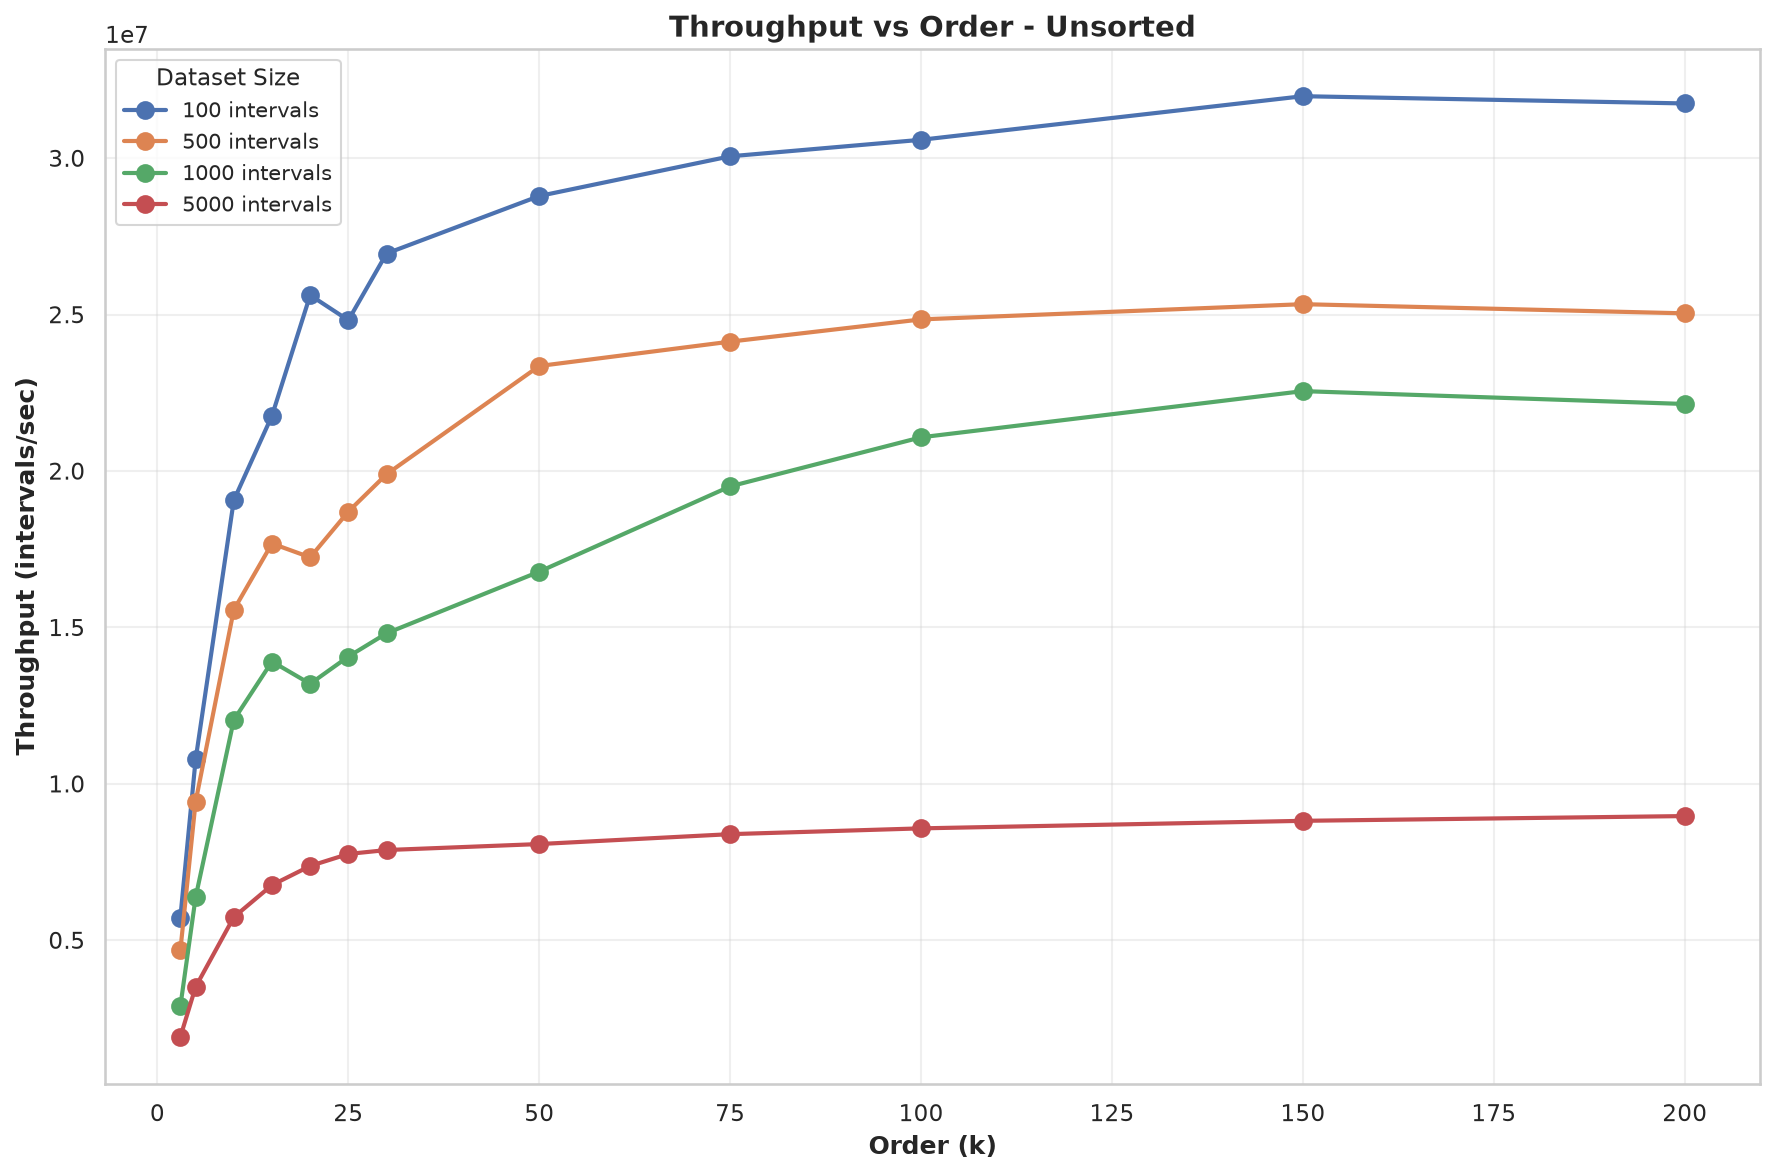 Throughput vs Order - Unsorted
1e7
Dataset Size
100 intervals
500 intervals
1000 intervals
5000 intervals
Throughput (intervals/sec)
3.0
2.5
2.0
1.5
1.0
0.5
0 25 50 75 100 125 150 175 200
Order (k)